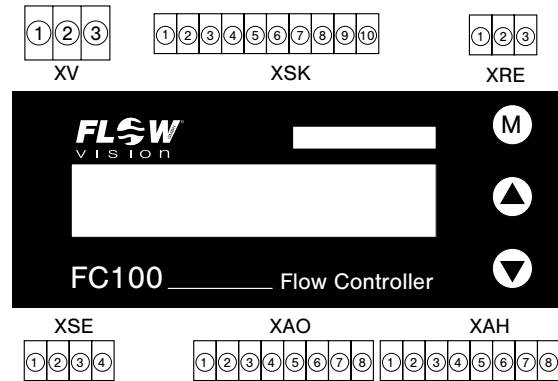 ① ② ③ ① ② ③ ④ ⑤ ⑥ ⑦ ⑧ ⑨ ⑩ ① ② ③
XV XSK XRE
FLOW
vision
M
FC100 Flow Controller
XSE XAO XAH
① ② ③ ④ ① ② ③ ④ ⑤ ⑥ ⑦ ⑧ ① ② ③ ④ ⑤ ⑥ ⑦ ⑧